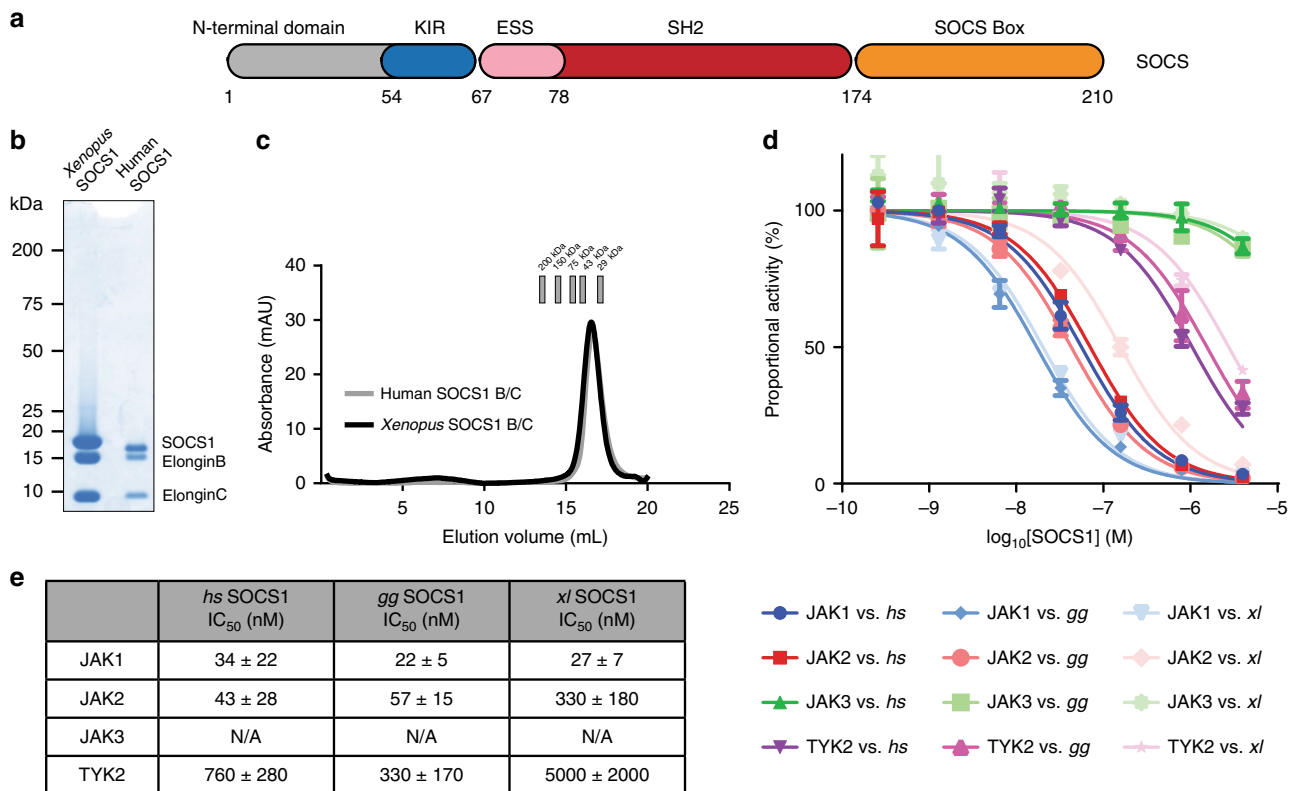 a
N-terminal domain KIR ESS SH2 SOCS Box
SOCS
1 54 67 78 174 210
b
Xenopus SOCS1
Human SOCS1
kDa
200
75
50
25
20
15
10
SOCS1
ElonginB
ElonginC
c
200 kDa
150 kDa
75 kDa
43 kDa
29 kDa
40
30
20
10
0
Absorbance (mAU)
Human SOCS1 B/C
Xenopus SOCS1 B/C
5 10 15 20 25
Elution volume (mL)
d
100
50
0
Proportional activity (%)
–10 –9 –8 –7 –6 –5
log₁₀[SOCS1] (M)
e
hs SOCS1 IC₅₀ (nM)
gg SOCS1 IC₅₀ (nM)
xl SOCS1 IC₅₀ (nM)
JAK1 34 ± 22 22 ± 5 27 ± 7
JAK2 43 ± 28 57 ± 15 330 ± 180
JAK3 N/A N/A N/A
TYK2 760 ± 280 330 ± 170 5000 ± 2000
JAK1 vs. hs JAK1 vs. gg JAK1 vs. xl
JAK2 vs. hs JAK2 vs. gg JAK2 vs. xl
JAK3 vs. hs JAK3 vs. gg JAK3 vs. xl
TYK2 vs. hs TYK2 vs. gg TYK2 vs. xl